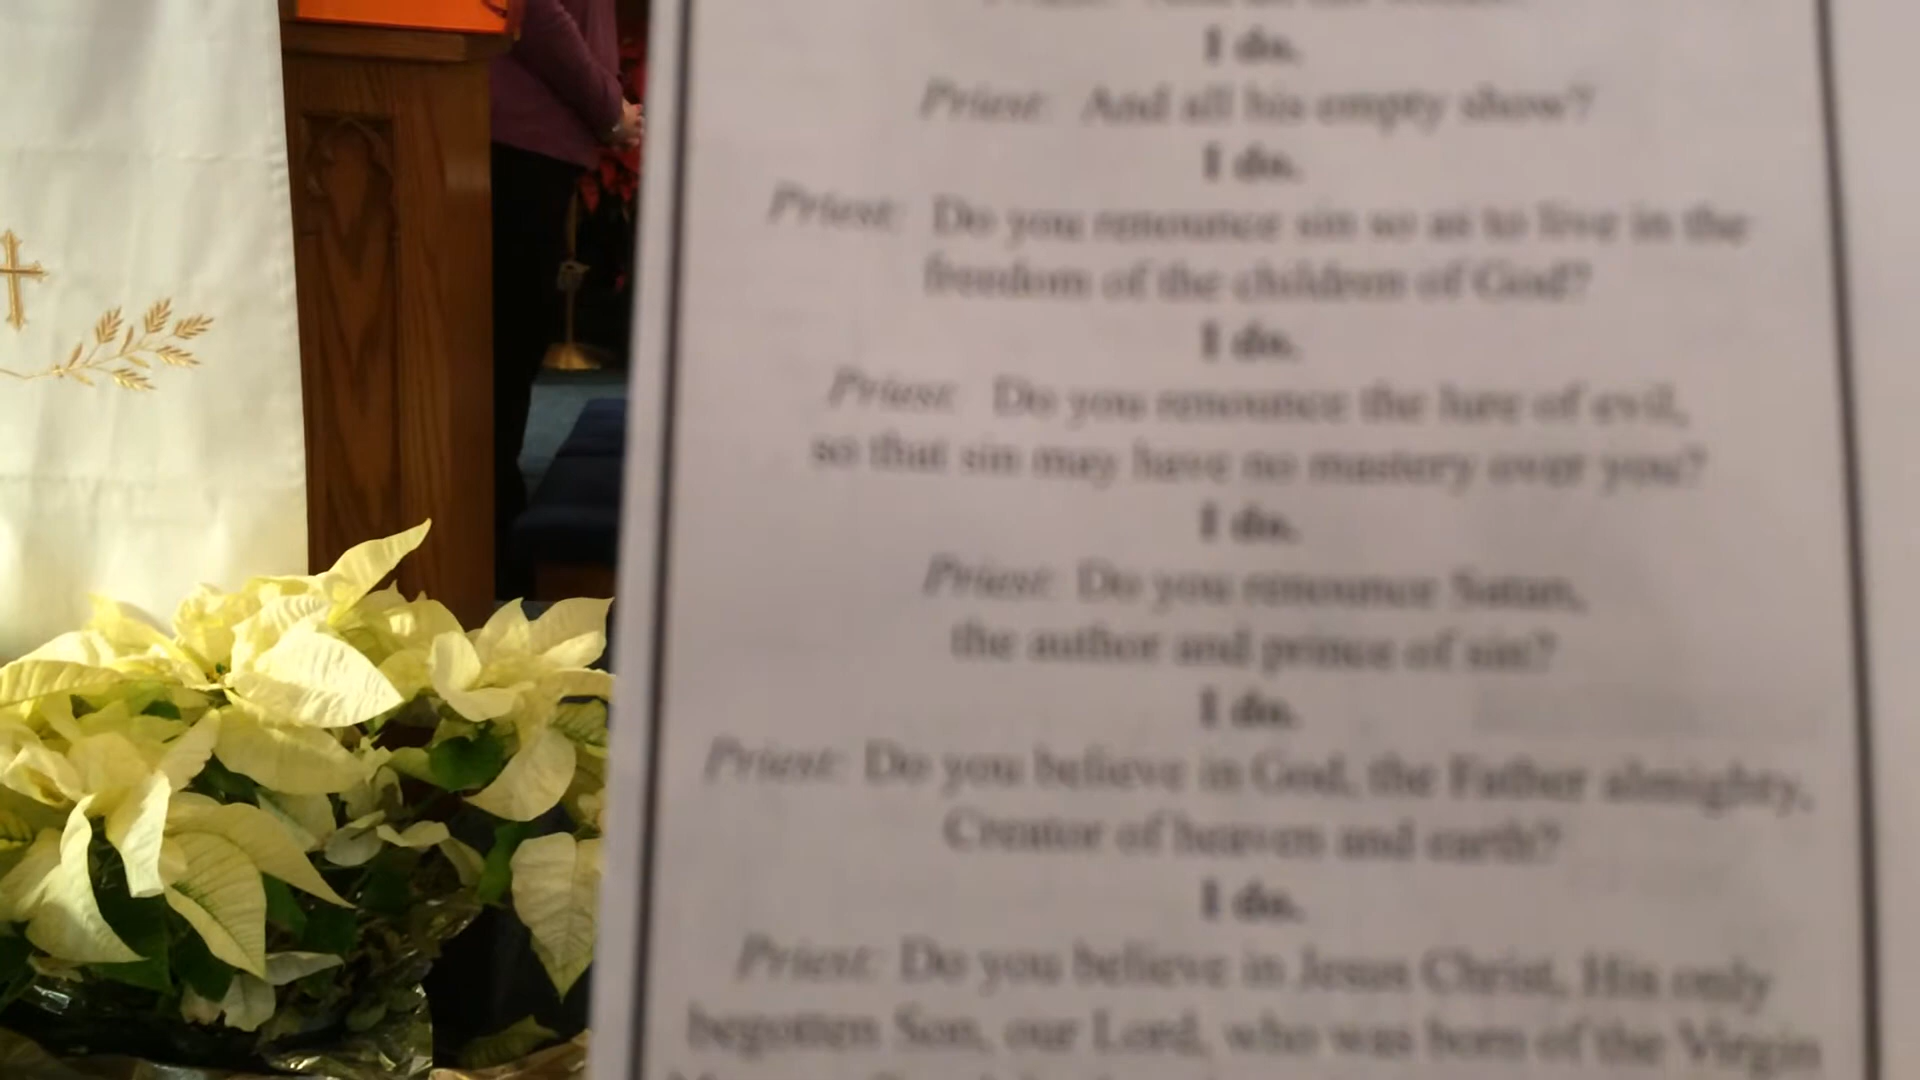 I do.
Priest: And all his empty show?
I do.
Priest: Do you renounce sin so as to live in the
freedom of the children of God?
I do.
Priest: Do you renounce the lure of evil,
so that sin may have no mastery over you?
I do.
Priest: Do you renounce Satan,
the author and prince of sin?
I do.
Priest: Do you believe in God, the Father almighty,
Creator of heaven and earth?
I do.
Priest: Do you believe in Jesus Christ, His only
begotten Son, our Lord, who was born of the Virgin